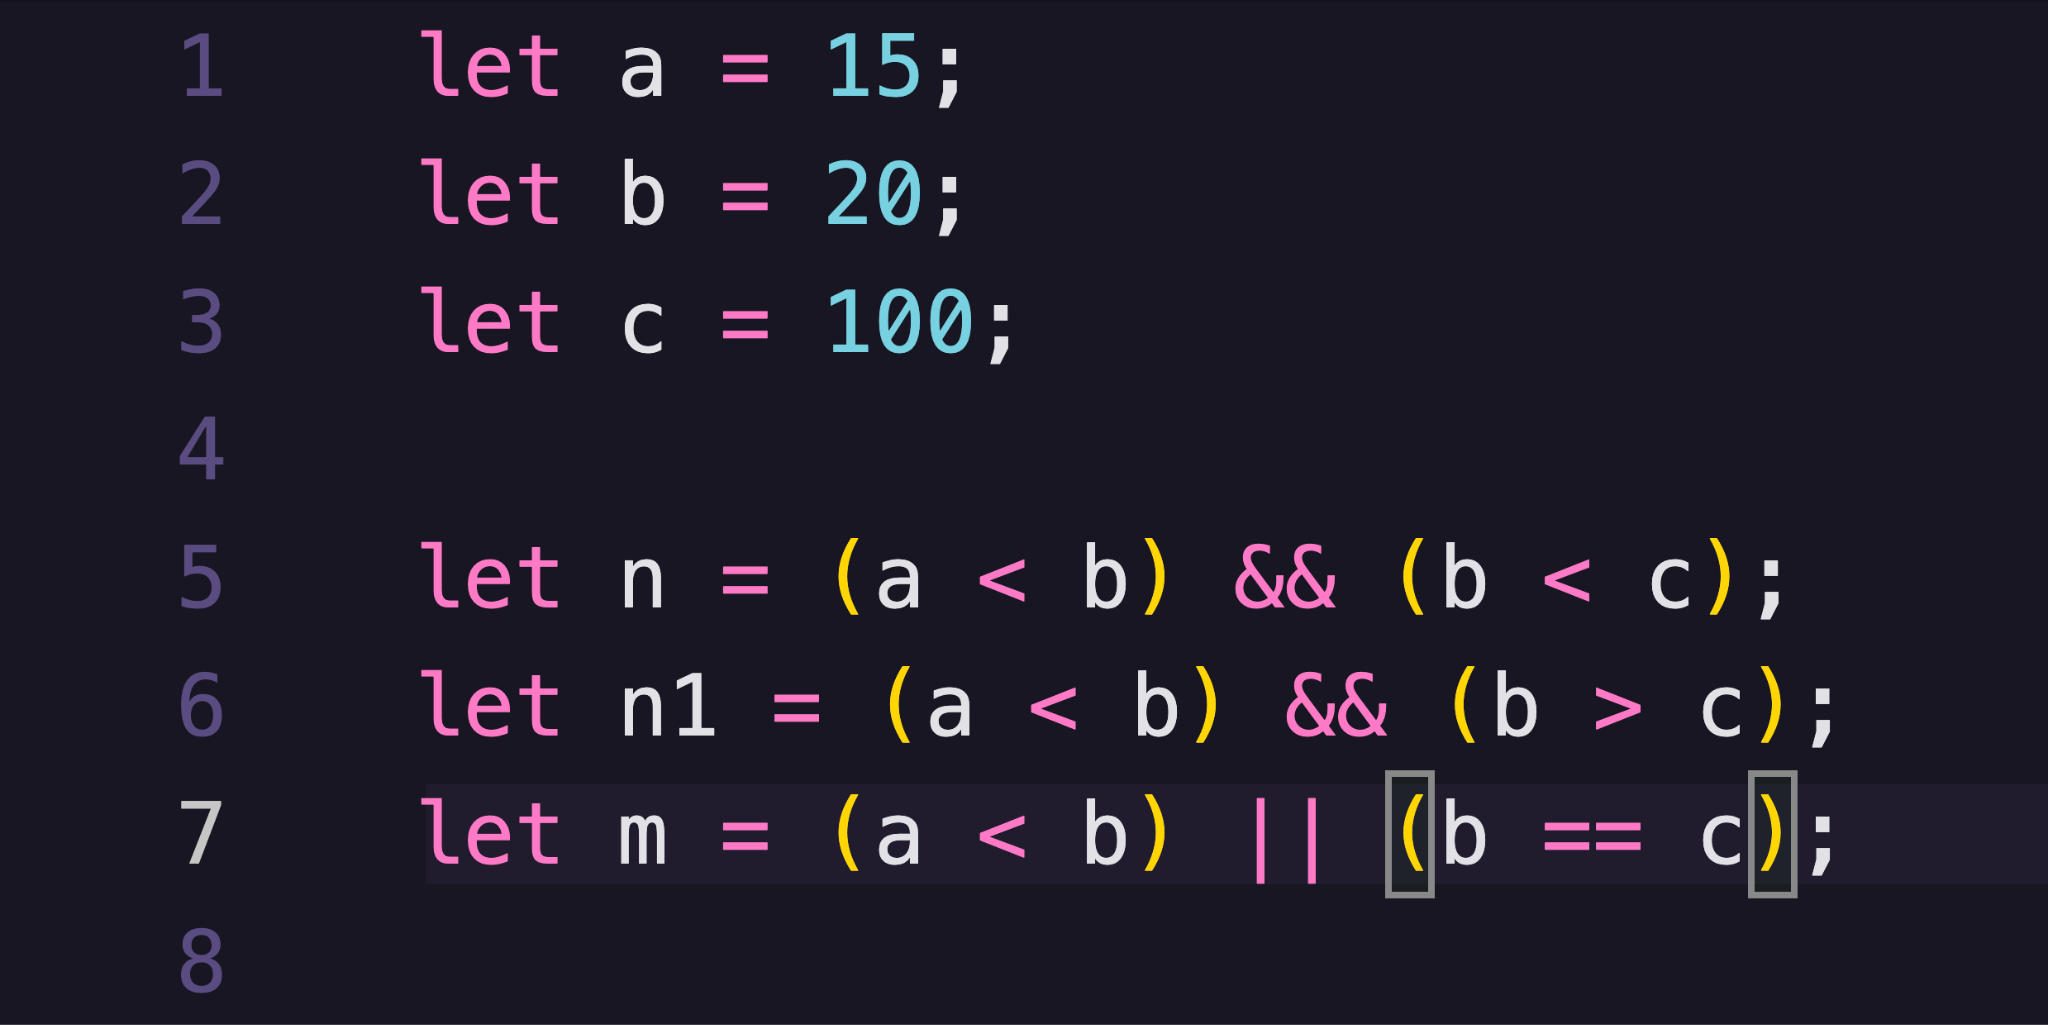 1 let a = 15;
2 let b = 20;
3 let c = 100;
4
5 let n = (a < b) && (b < c);
6 let n1 = (a < b) && (b > c);
7 let m = (a < b) || (b == c);
8